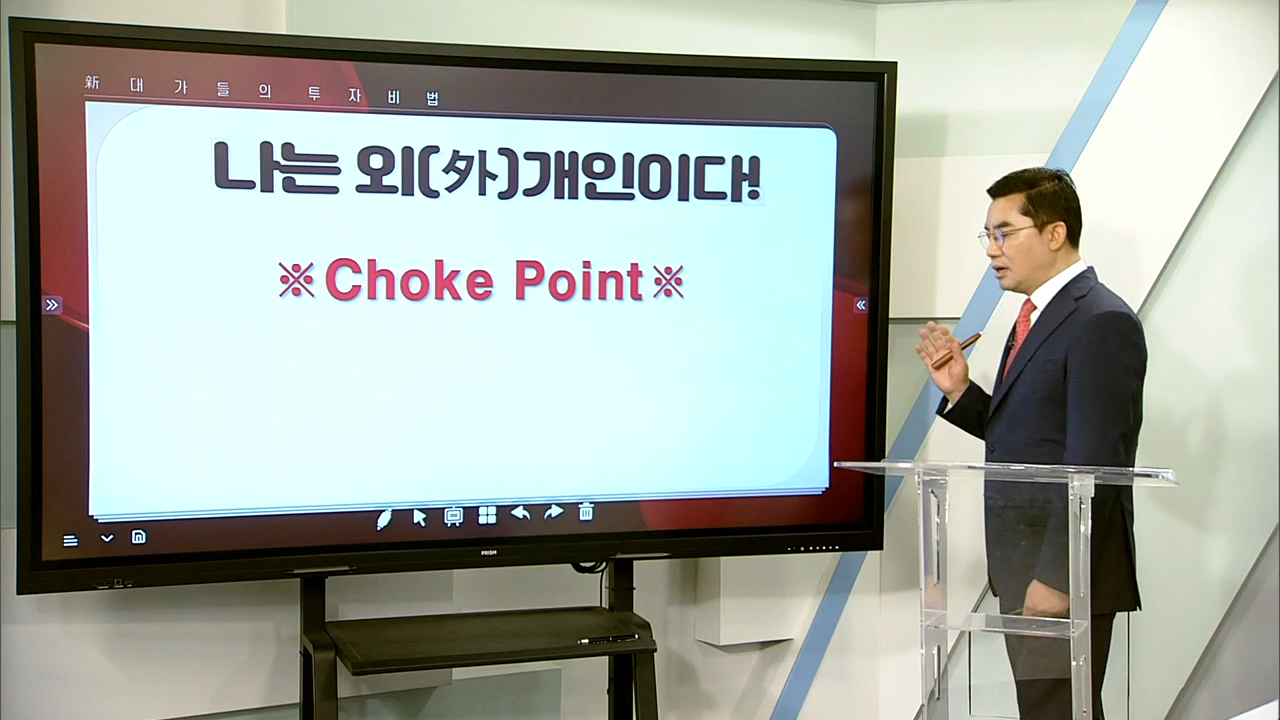 新 대 가 들 의 투 자 비 법
나는 외(外)개인이다!
※Choke Point※
PRISM